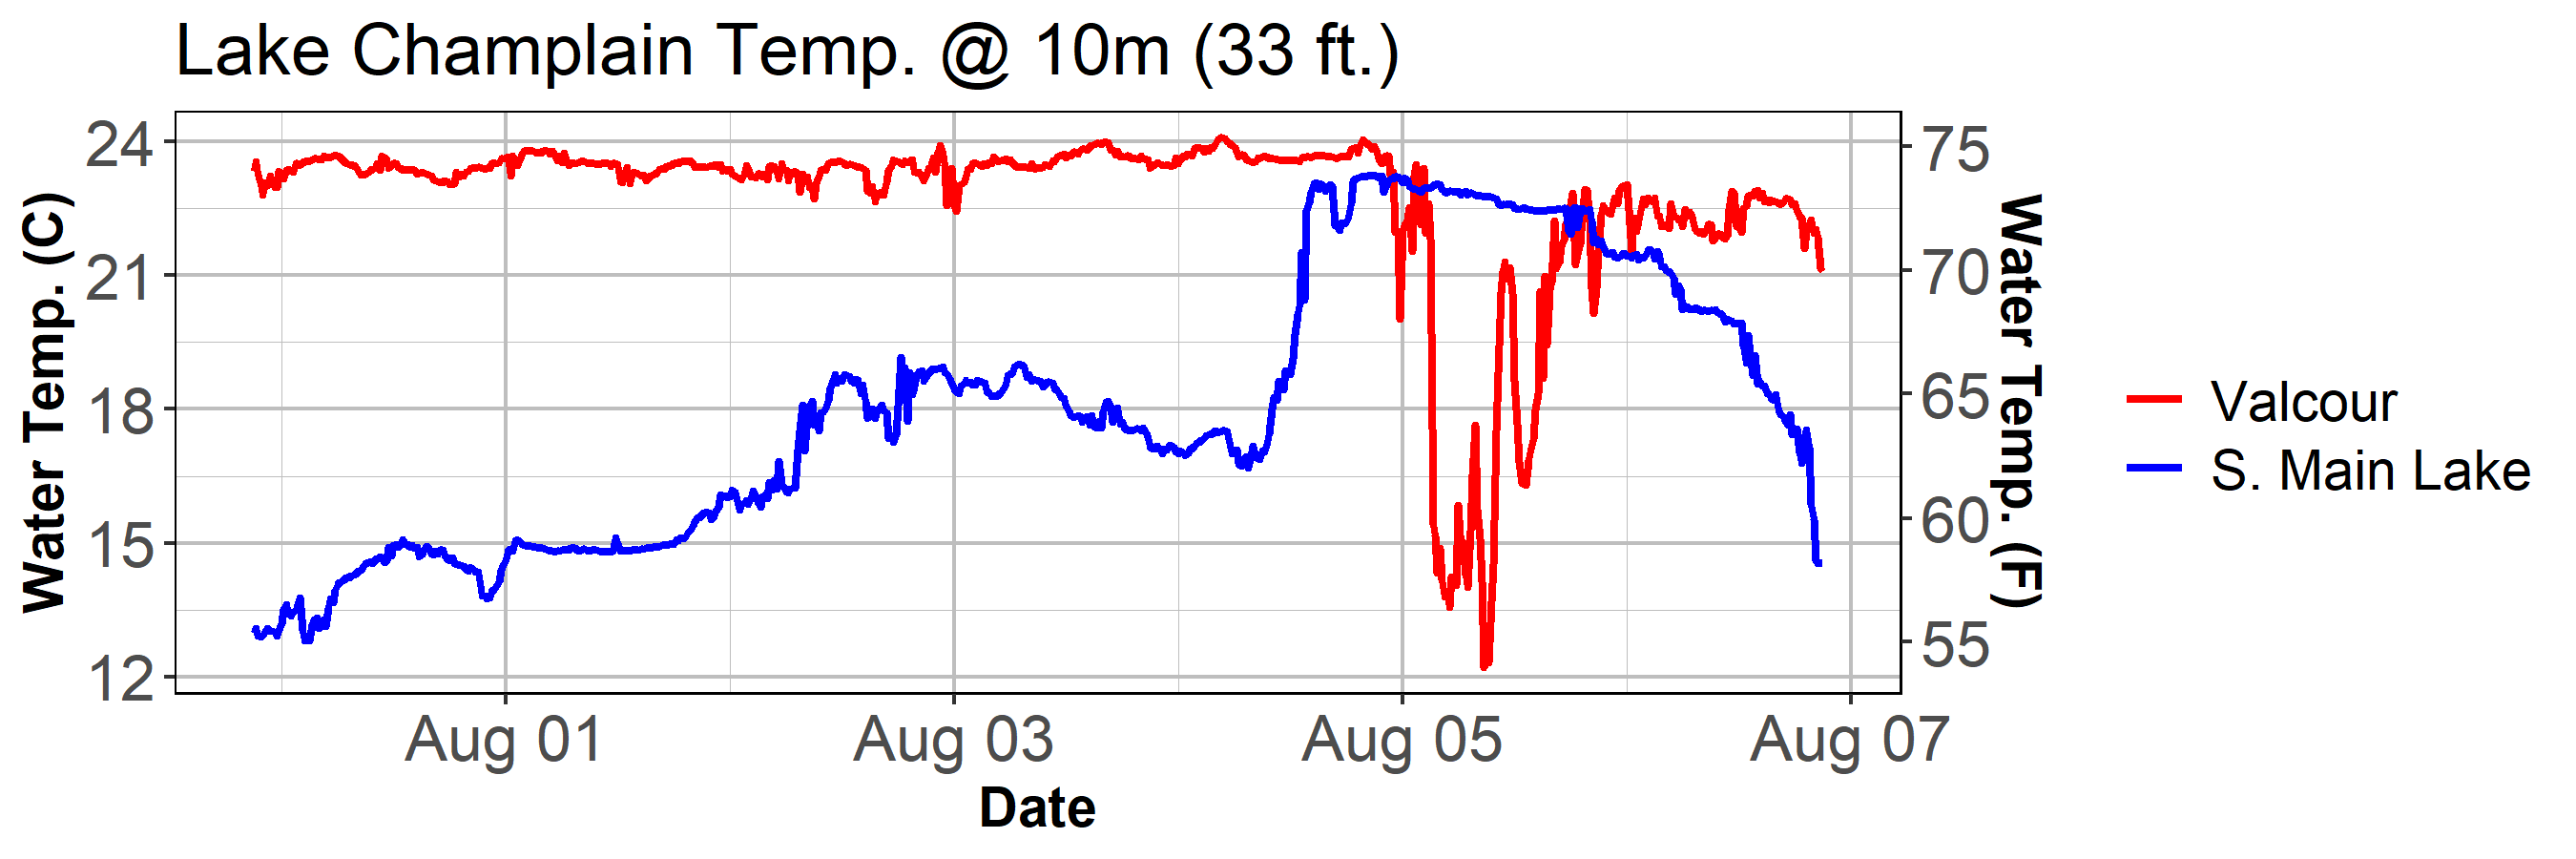 Lake Champlain Temp. @ 10m (33 ft.)
Water Temp. (C)
24
21
18
15
12
75
70
65
60
55
Water Temp. (F)
Aug 01
Aug 03
Aug 05
Aug 07
Date
Valcour
S. Main Lake